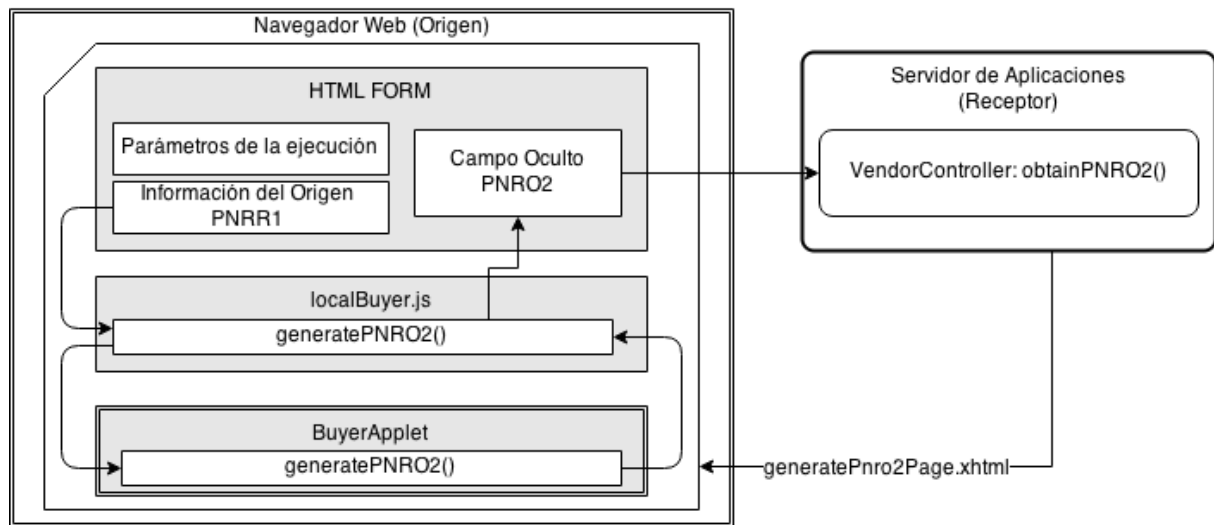 Navegador Web (Origen)
HTML FORM
Parámetros de la ejecución
Información del Origen
PNRR1
Campo Oculto
PNRO2
localBuyer.js
generatePNRO2()
BuyerApplet
generatePNRO2()
Servidor de Aplicaciones
(Receptor)
VendorController: obtainPNRO2()
generatePnro2Page.xhtml